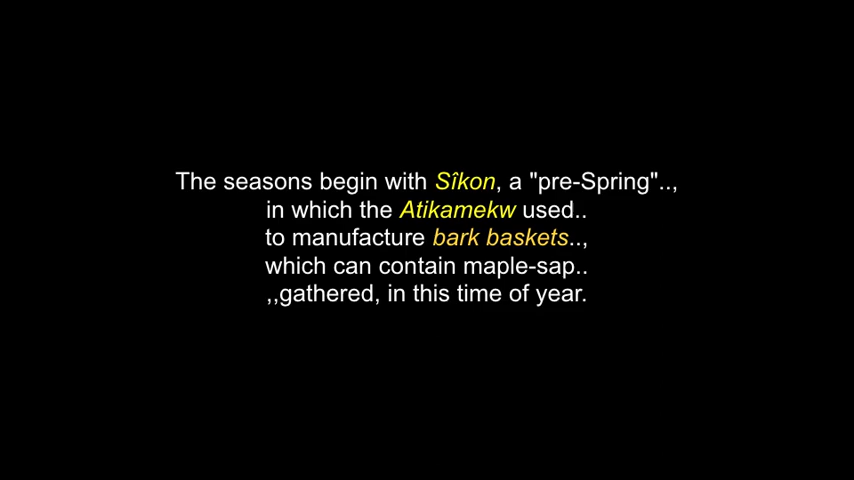 The seasons begin with Sîkon, a "pre-Spring"..,
in which the Atikamekw used..
to manufacture bark baskets..,
which can contain maple-sap..
,,gathered, in this time of year.